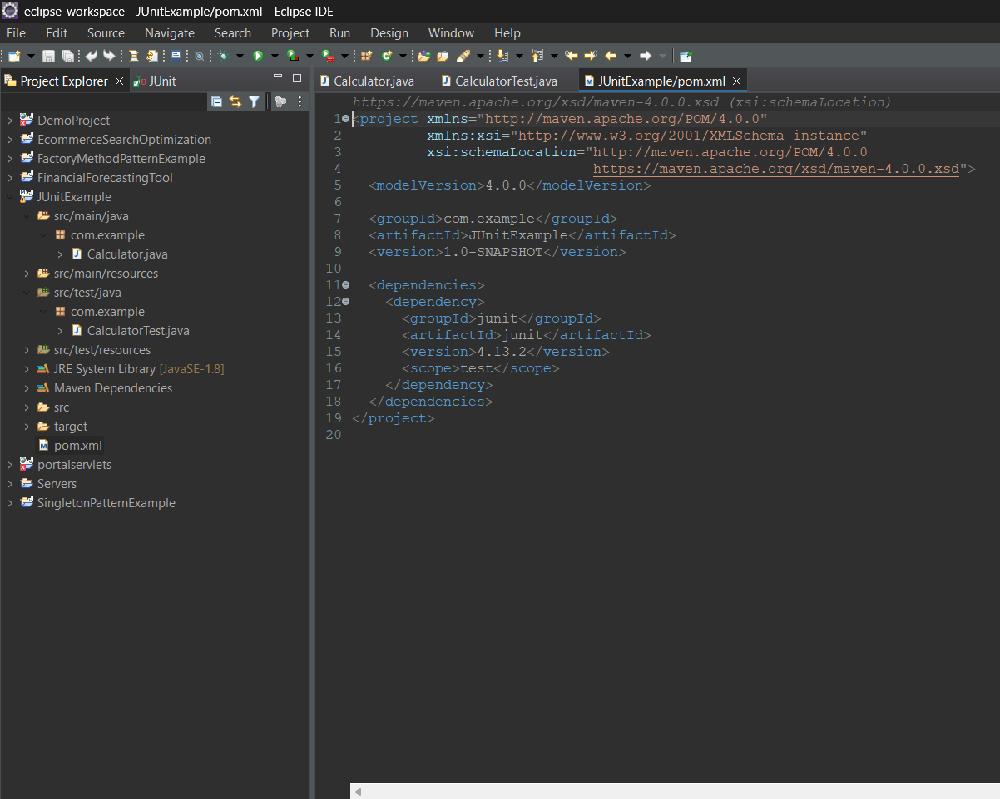 eclipse-workspace - JUnitExample/pom.xml - Eclipse IDE
File Edit Source Navigate Search Project Run Design Window Help
Project Explorer JUnit
DemoProject
EcommerceSearchOptimization
FactoryMethodPatternExample
FinancialForecastingTool
JUnitExample
src/main/java
com.example
Calculator.java
src/main/resources
src/test/java
com.example
CalculatorTest.java
src/test/resources
JRE System Library [JavaSE-1.8]
Maven Dependencies
src
target
pom.xml
portalservlets
Servers
SingletonPatternExample
Calculator.java CalculatorTest.java JUnitExample/pom.xml
https://maven.apache.org/xsd/maven-4.0.0.xsd (xsi:schemaLocation)
1 <project xmlns="http://maven.apache.org/POM/4.0.0"
2 xmlns:xsi="http://www.w3.org/2001/XMLSchema-instance"
3 xsi:schemaLocation="http://maven.apache.org/POM/4.0.0
4 https://maven.apache.org/xsd/maven-4.0.0.xsd">
5 <modelVersion>4.0.0</modelVersion>
6
7 <groupId>com.example</groupId>
8 <artifactId>JUnitExample</artifactId>
9 <version>1.0-SNAPSHOT</version>
10
11 <dependencies>
12 <dependency>
13 <groupId>junit</groupId>
14 <artifactId>junit</artifactId>
15 <version>4.13.2</version>
16 <scope>test</scope>
17 </dependency>
18 </dependencies>
19 </project>
20